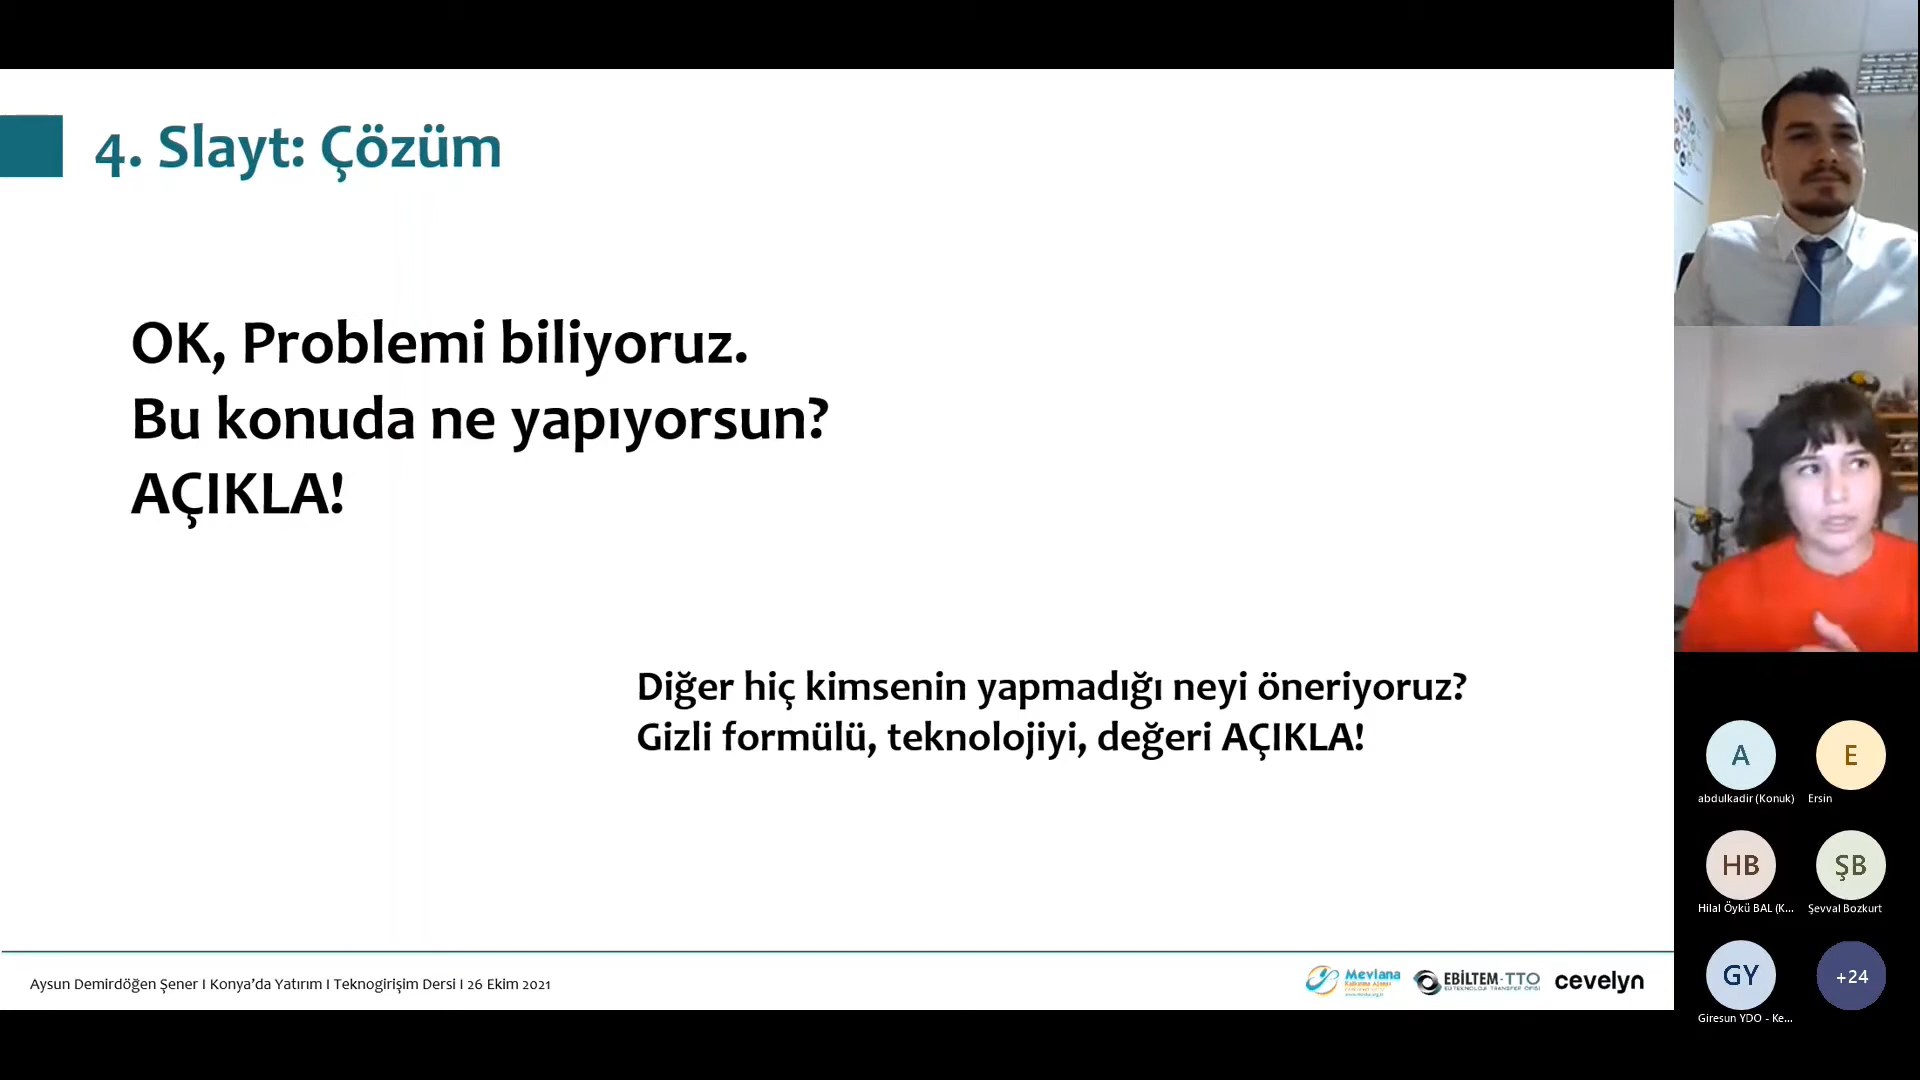 4. Slayt: Çözüm
OK, Problemi biliyoruz.
Bu konuda ne yapıyorsun?
AÇIKLA!
Diğer hiç kimsenin yapmadığı neyi öneriyoruz?
Gizli formülü, teknolojiyi, değeri AÇIKLA!
Aysun Demirdöğen Şener I Konya'da Yatırım I Teknogirişim Dersi I 26 Ekim 2021
Mevlana
EBİLTEM-TTO
cevelyn
A
E
abdulkadir (Konuk)
Ersin
HB
ŞB
Hilal Öykü BAL (K...
Şevval Bozkurt
GY
+24
Giresun YDO - Ke...